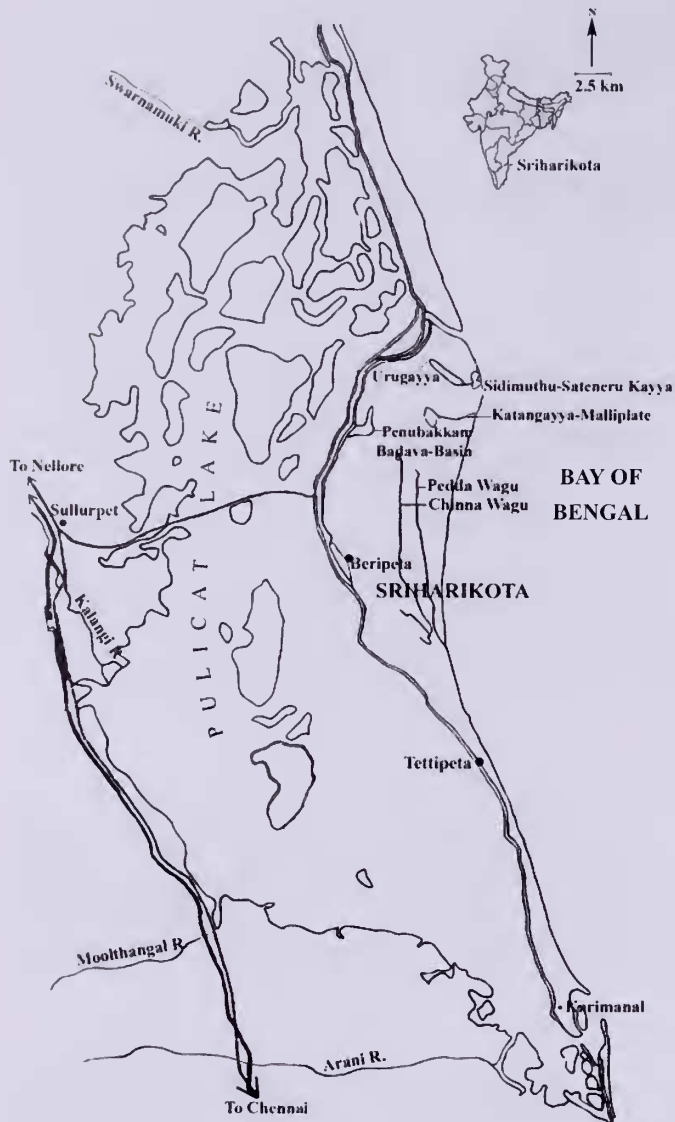 N
2.5 km
Swarnamuki R.
Sriharikota
Urugayya
Sidimuthu-Sateneru Kayya
Katangayya-Malliplate
Penubakkam
Badava-Basin
To Nellore
Sullurpet
Pedda Wagu
Chinna Wagu
BAY OF
BENGAL
PULICAT LAKE
Beripeta
SRIHARIKOTA
Kalangi R.
Tettipeta
Moolthangal R
Karimanal
Arani R.
To Chennai